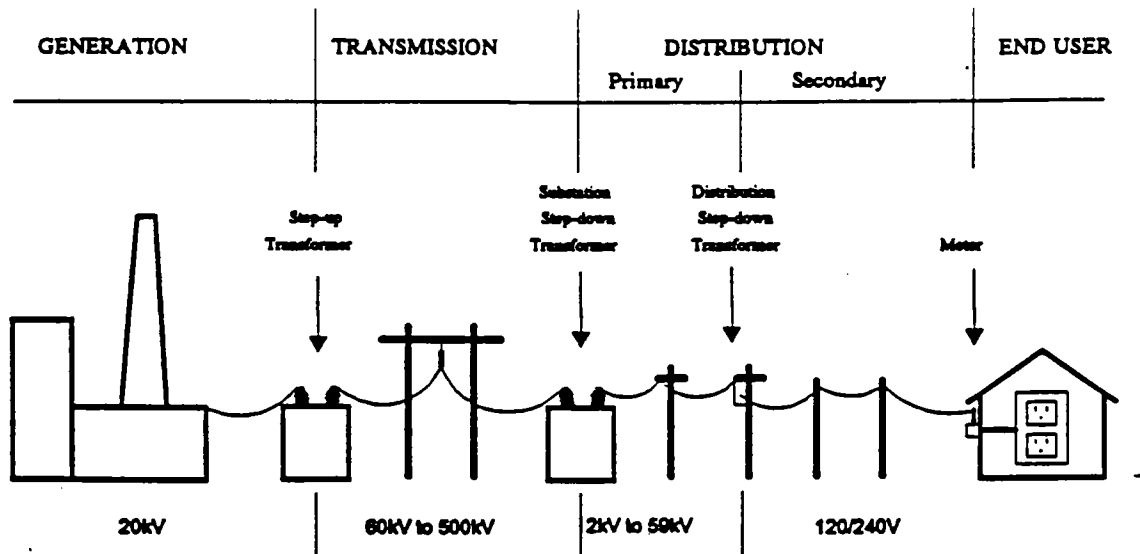 GENERATION
TRANSMISSION
DISTRIBUTION
END USER
Primary
Secondary
Step-up
Transformer
Substation
Step-down
Transformer
Distribution
Step-down
Transformer
Meter
20kV
60kV to 500kV
2kV to 59kV
120/240V